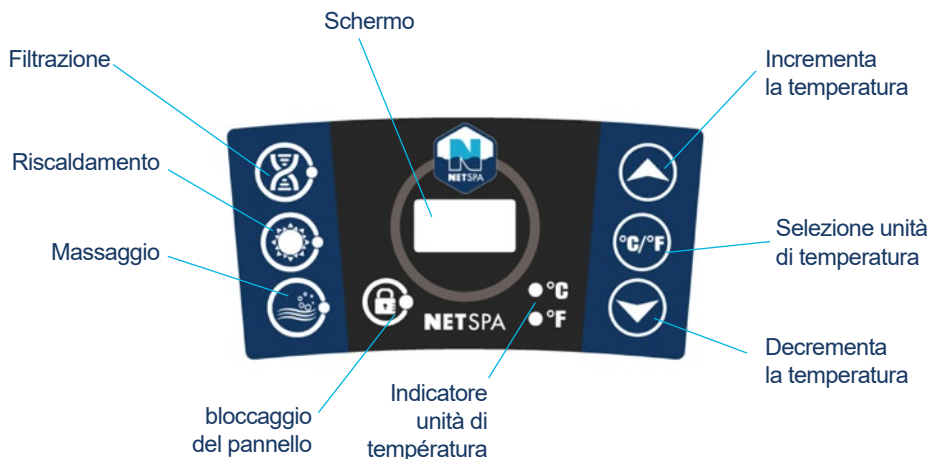 Schermo
Filtrazione
Incrementa
la temperatura
Riscaldamento
N
NETSPA
°C/°F
Selezione unità
di temperatura
Massaggio
°C
NETSPA
°F
Decrementa
la temperatura
Indicatore
unità di
températura
bloccaggio
del pannello